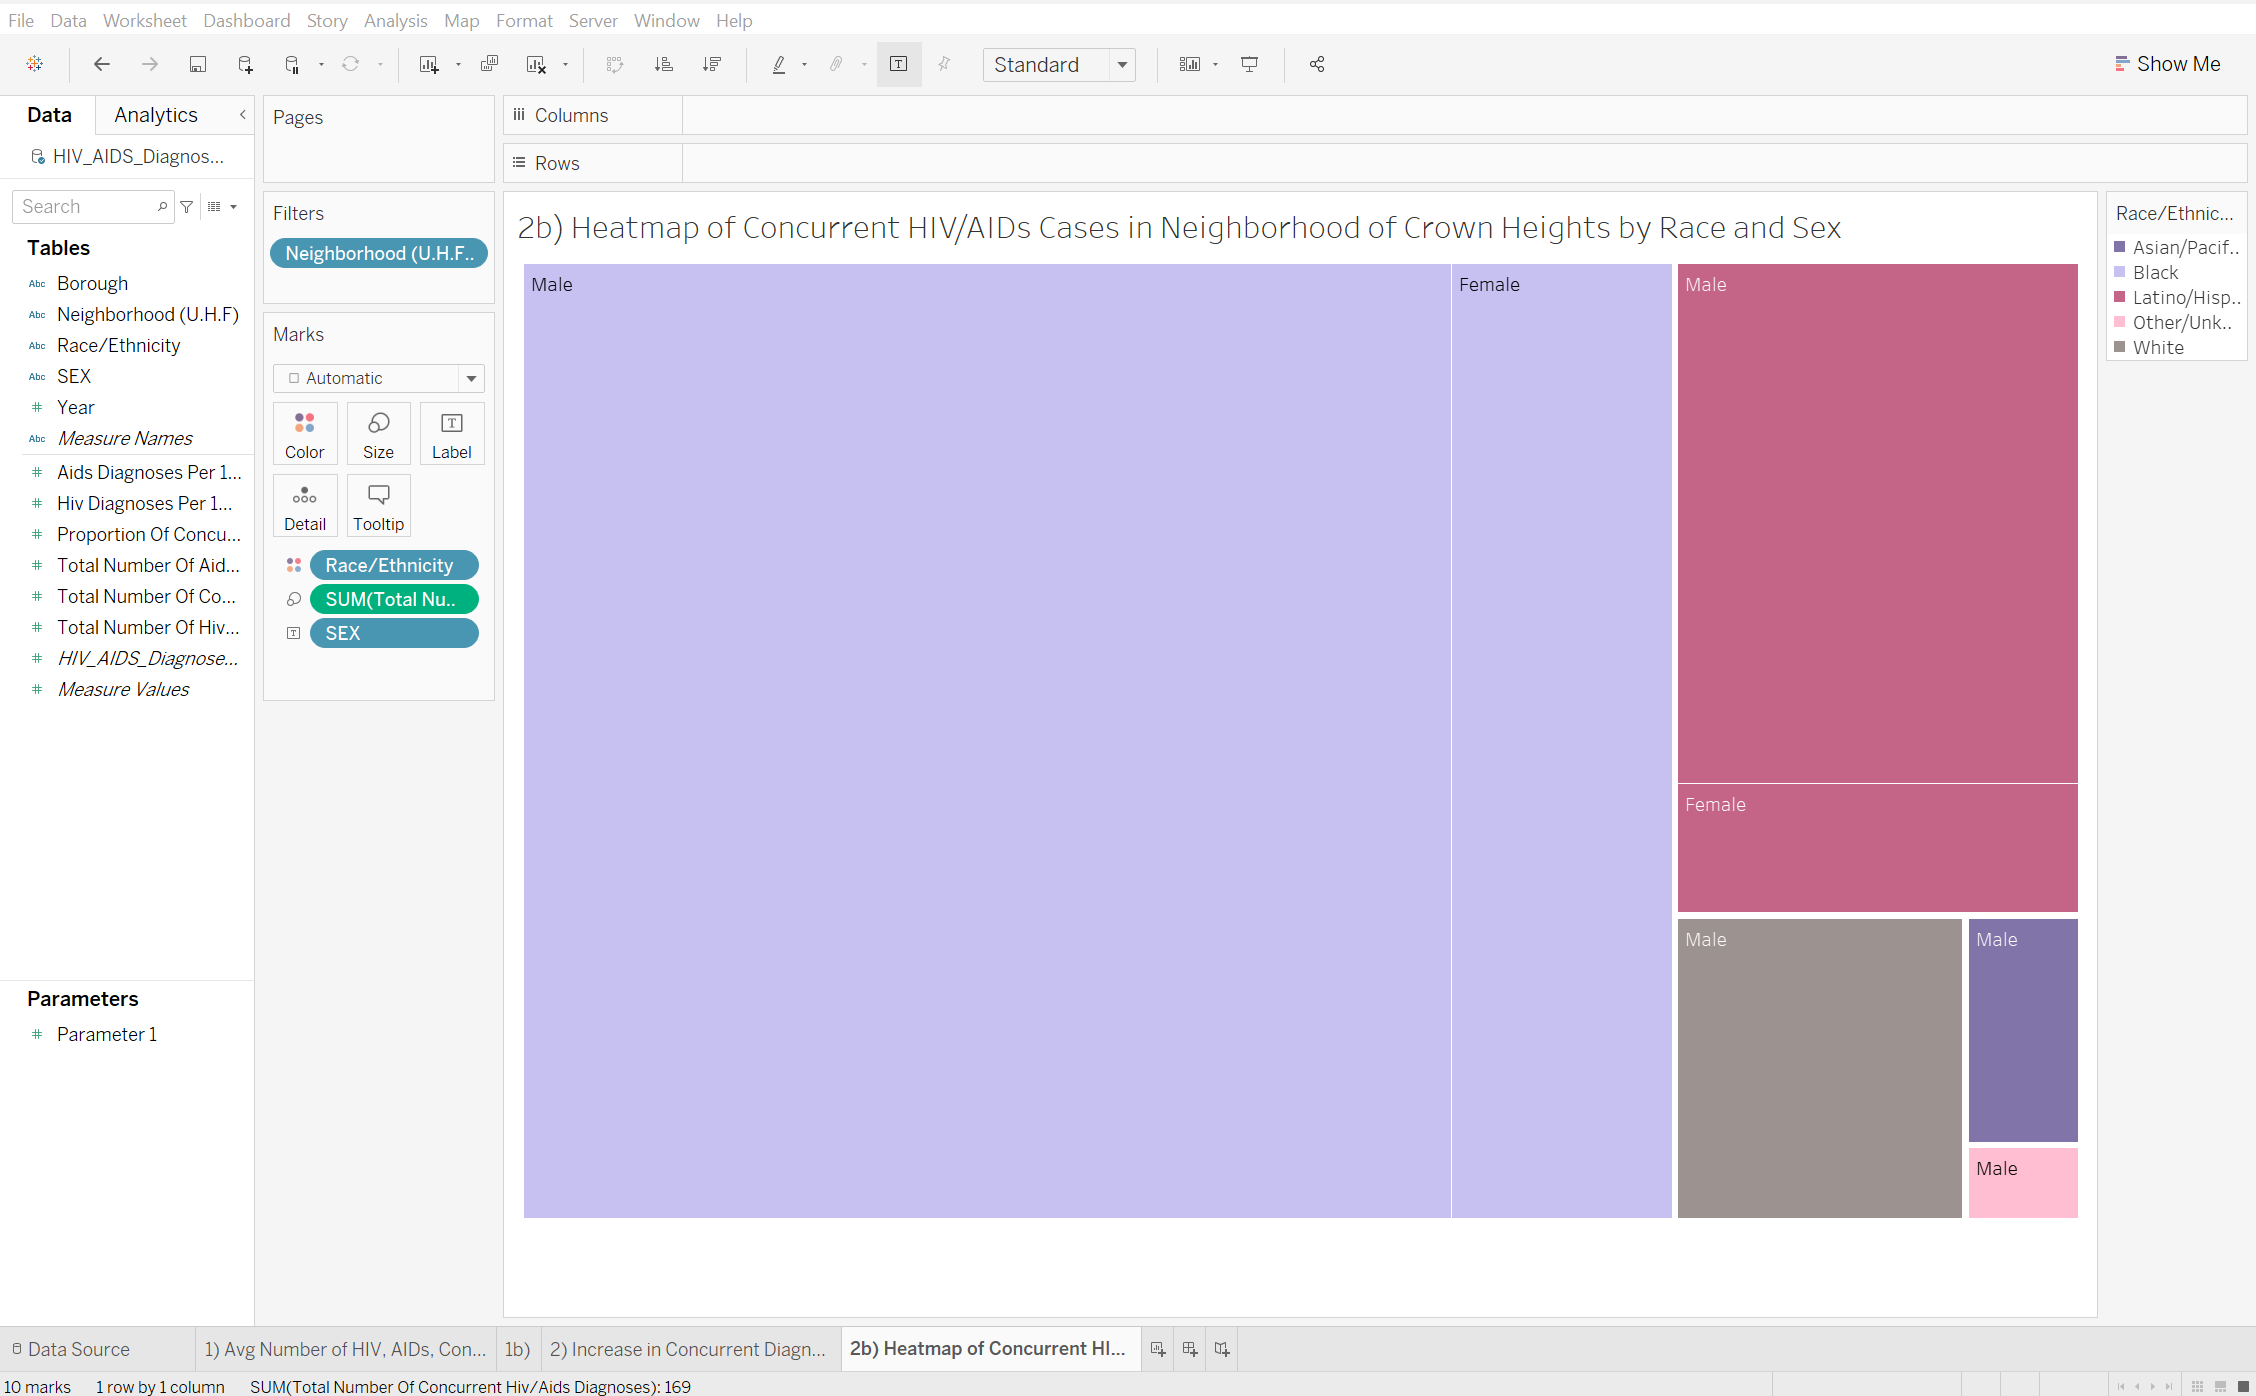 File Data Worksheet Dashboard Story Analysis Map Format Server Window Help
Standard
Show Me
Data Analytics
HIV_AIDS_Diagnos...
Search
Tables
Abc Borough
Abc Neighborhood (U.H.F)
Abc Race/Ethnicity
Abc SEX
# Year
Abc Measure Names
# Aids Diagnoses Per 1...
# Hiv Diagnoses Per 1...
# Proportion Of Concu...
# Total Number Of Aid...
# Total Number Of Co...
# Total Number Of Hiv...
# HIV_AIDS_Diagnose...
# Measure Values
Parameters
# Parameter 1
Pages
Filters
Neighborhood (U.H.F..
Marks
Automatic
Color Size Label
Detail Tooltip
Race/Ethnicity
SUM(Total Nu..
SEX
Columns
Rows
2b) Heatmap of Concurrent HIV/AIDs Cases in Neighborhood of Crown Heights by Race and Sex
Male
Female
Male
Female
Male
Male
Male
Race/Ethnic...
Asian/Pacif..
Black
Latino/Hisp..
Other/Unk..
White
Data Source
1) Avg Number of HIV, AIDs, Con...
1b)
2) Increase in Concurrent Diagn...
2b) Heatmap of Concurrent HI...
10 marks 1 row by 1 column SUM(Total Number Of Concurrent Hiv/Aids Diagnoses): 169